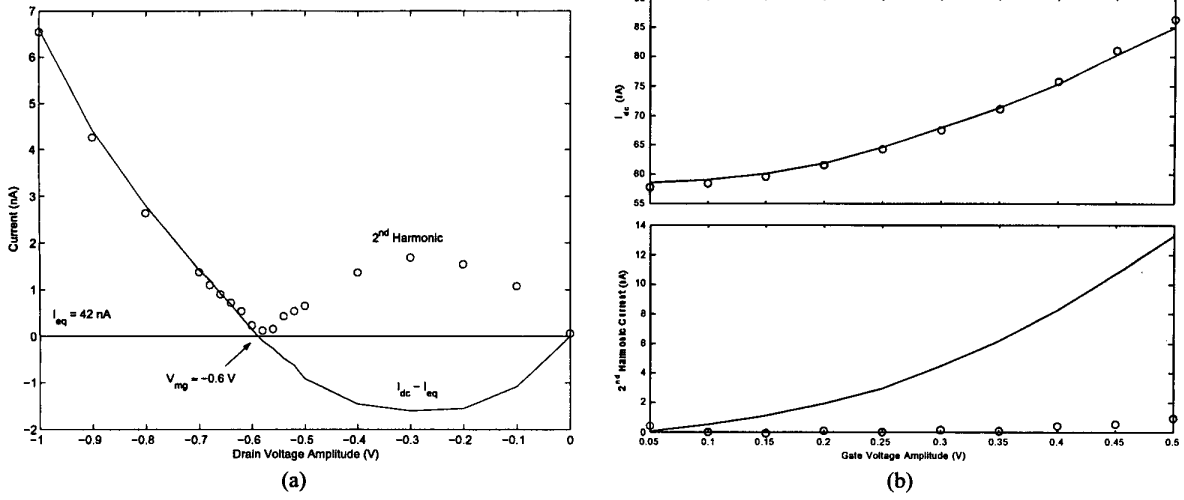 7
6
5
4
3
2
1
0
−1
−2
Current (nA)
2nd Harmonic
Ieq = 42 nA
Vmg = −0.6 V
Idc − Ieq
−1 −0.9 −0.8 −0.7 −0.6 −0.5 −0.4 −0.3 −0.2 −0.1 0
Drain Voltage Amplitude (V)
(a)
85
80
75
70
65
60
55
Idc (nA)
14
12
10
8
6
4
2
0
2nd Harmonic Current (nA)
0.05 0.1 0.15 0.2 0.25 0.3 0.35 0.4 0.45 0.5
Gate Voltage Amplitude (V)
(b)